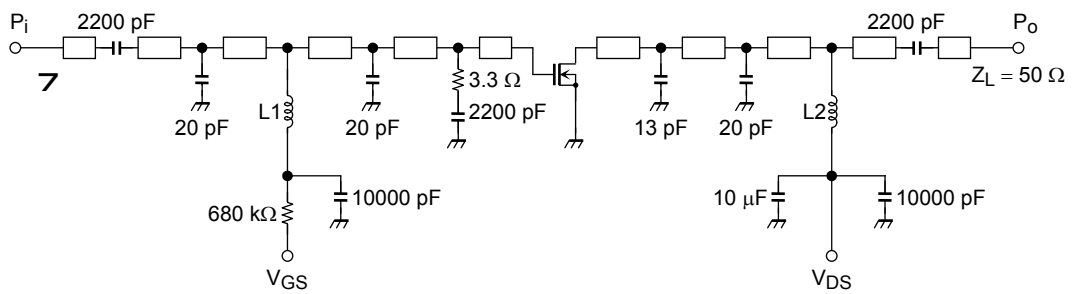 Pi
2200 pF
2200 pF
Po
ZL = 50 Ω
20 pF
L1
20 pF
3.3 Ω
2200 pF
13 pF
20 pF
L2
680 kΩ
10000 pF
10 μF
10000 pF
VGS
VDS